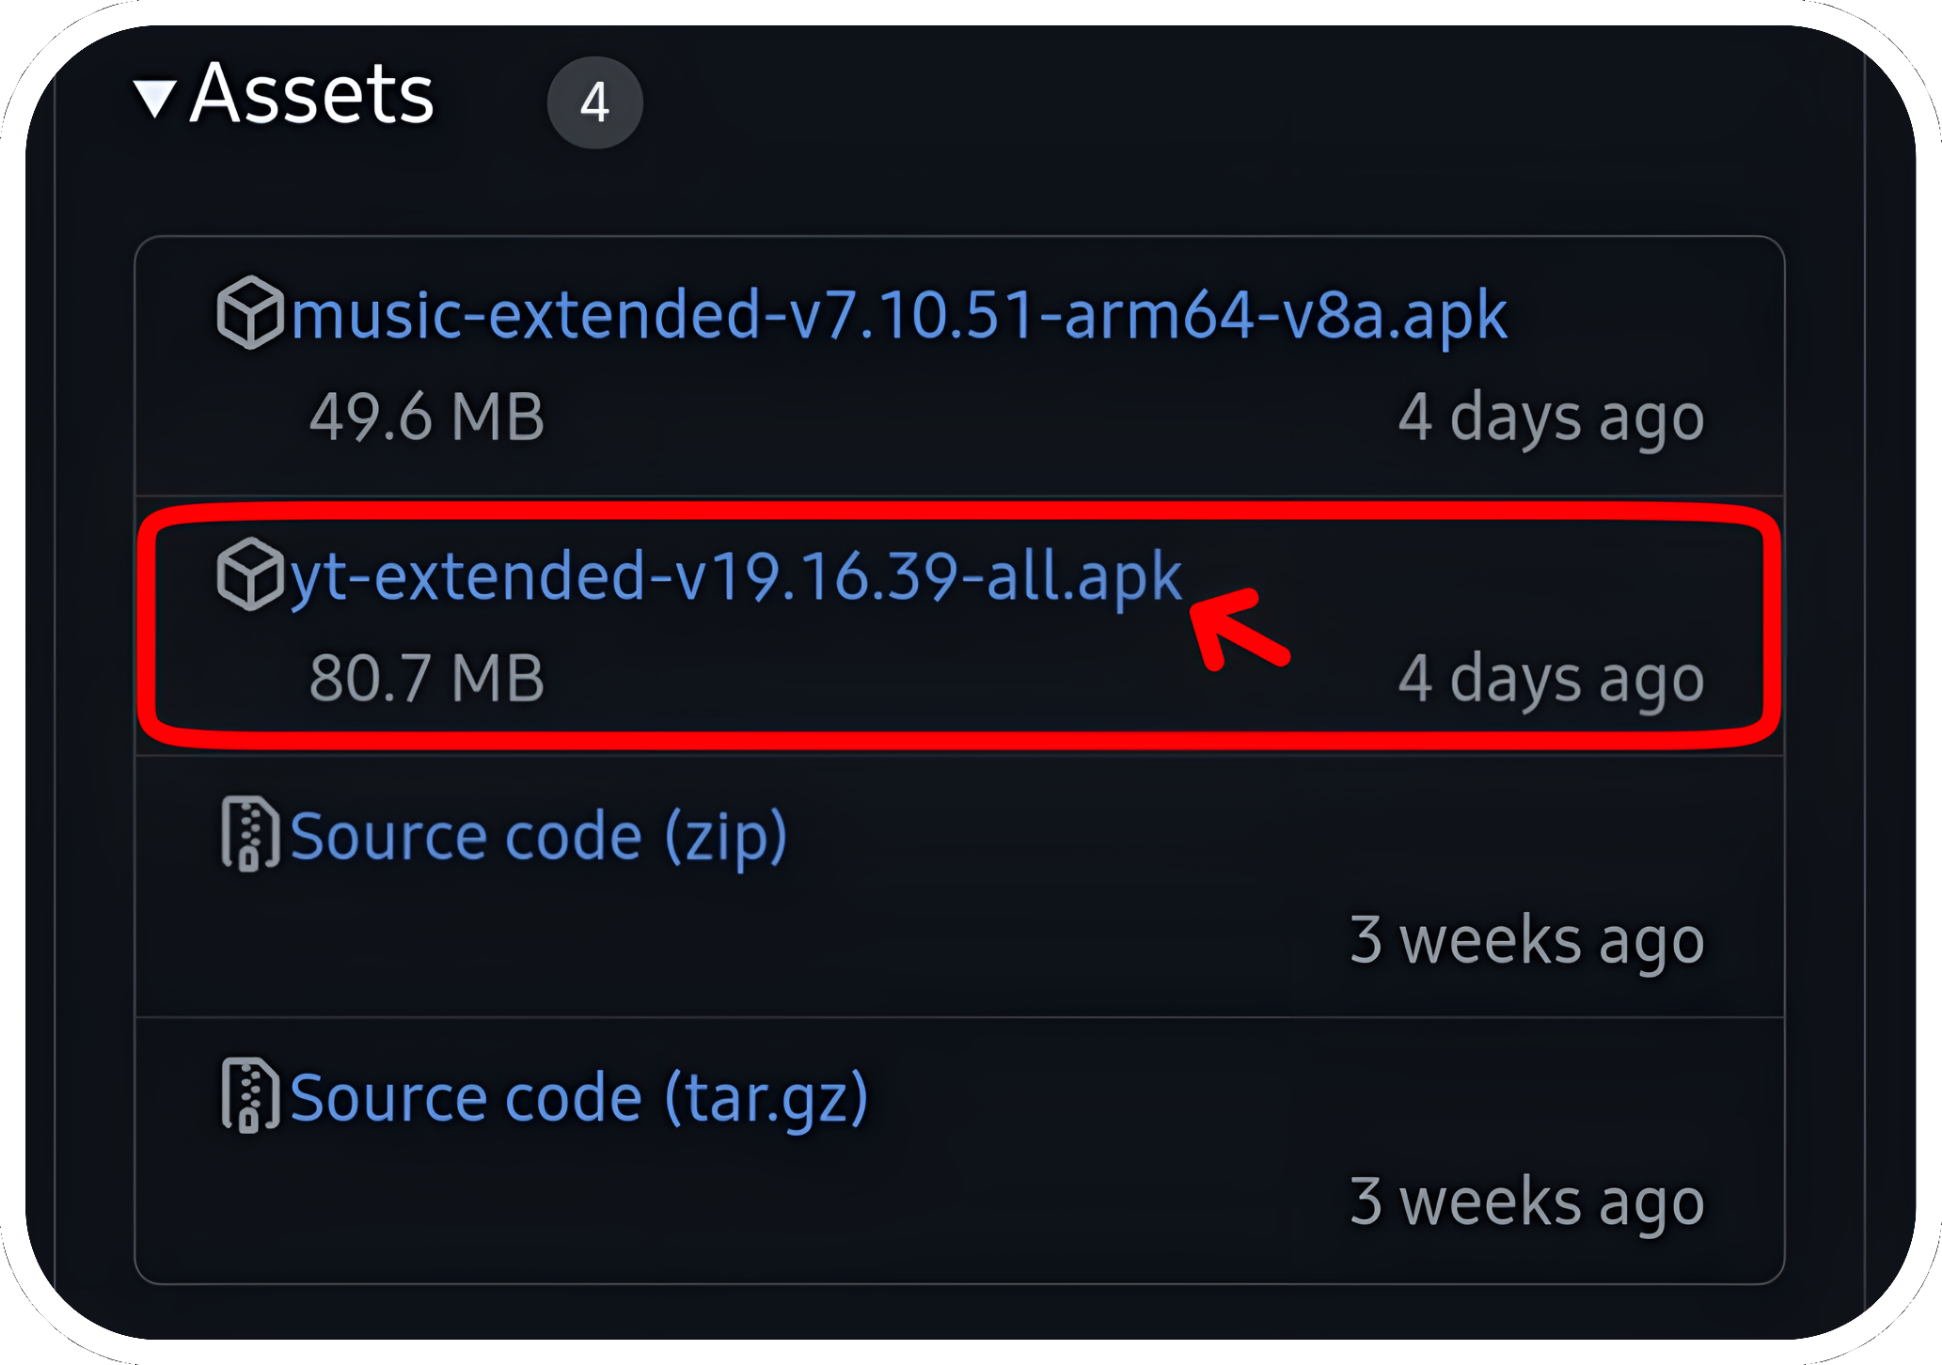 ▼Assets 4
music-extended-v7.10.51-arm64-v8a.apk
49.6 MB 4 days ago
yt-extended-v19.16.39-all.apk
80.7 MB 4 days ago
Source code (zip)
3 weeks ago
Source code (tar.gz)
3 weeks ago